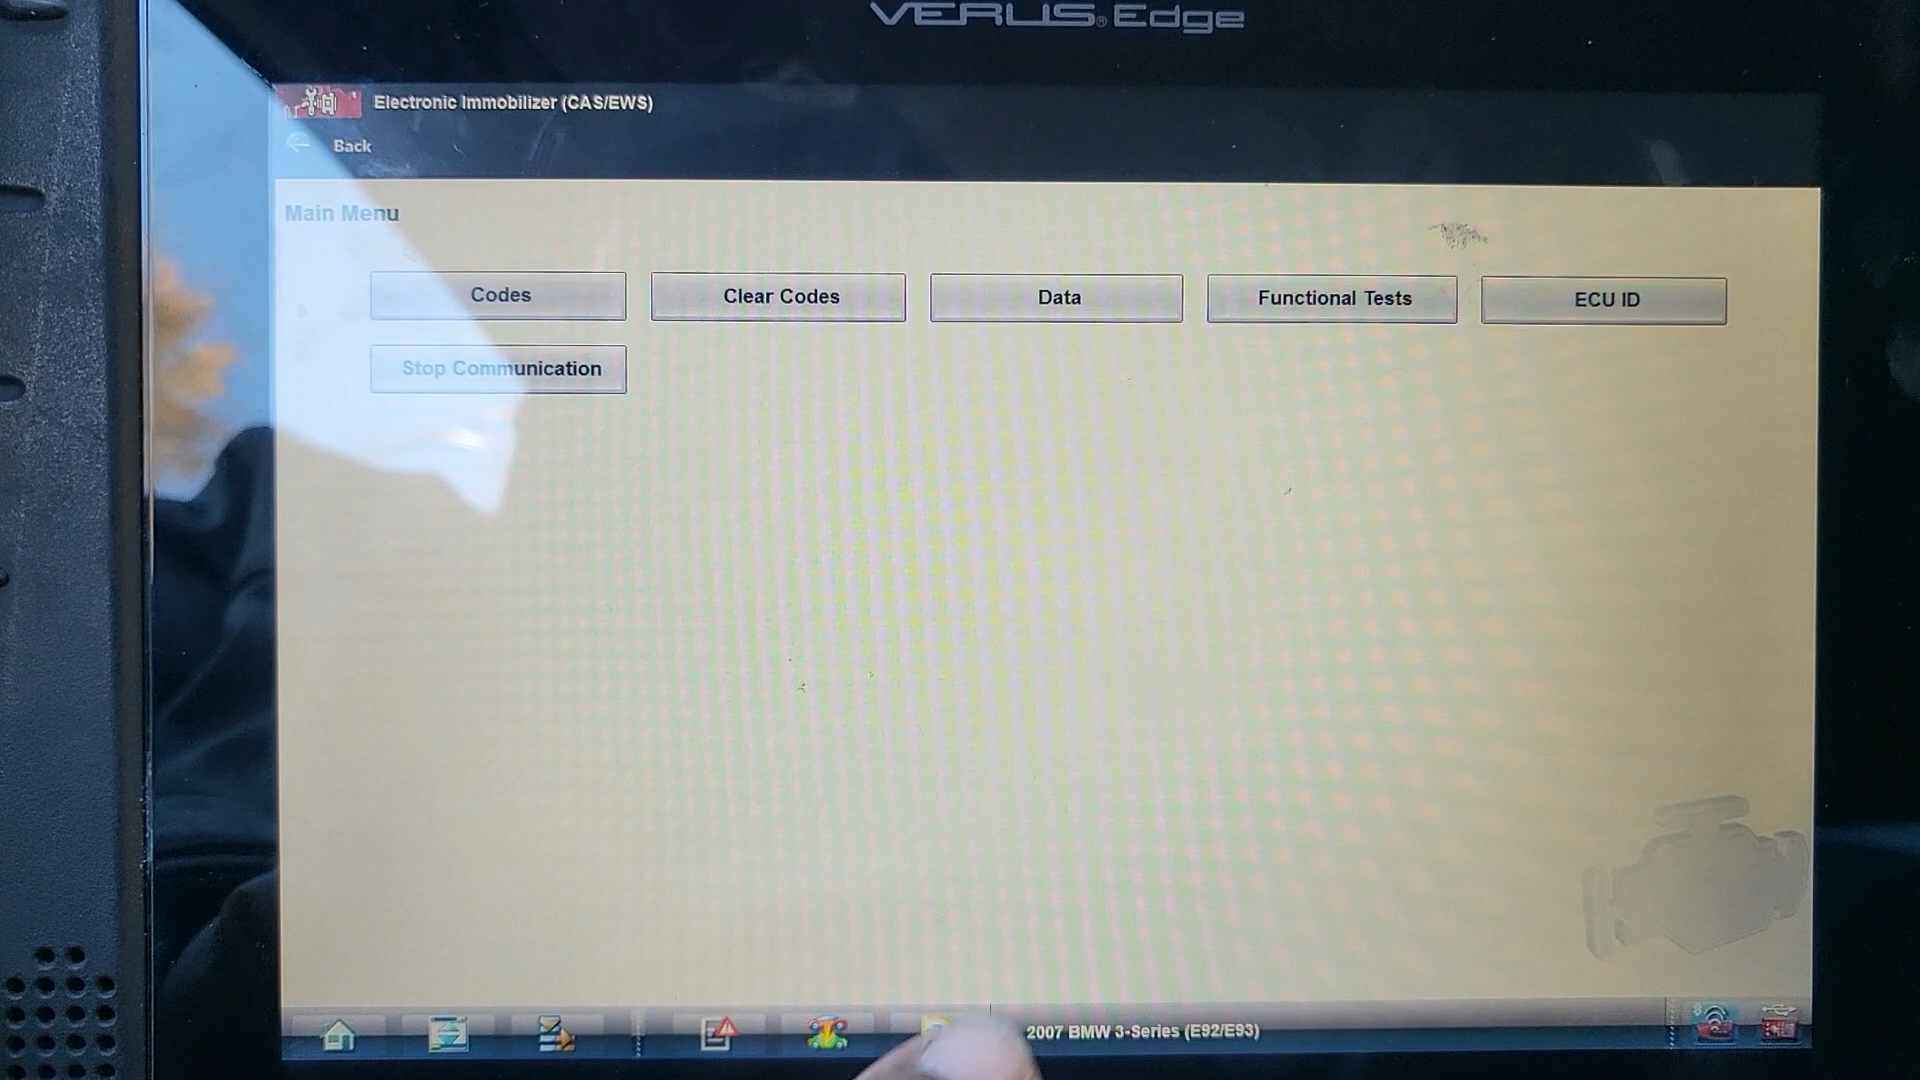 VERUS® Edge
Electronic Immobilizer (CAS/EWS)
Back
Main Menu
Codes
Clear Codes
Data
Functional Tests
ECU ID
Stop Communication
2007 BMW 3-Series (E92/E93)